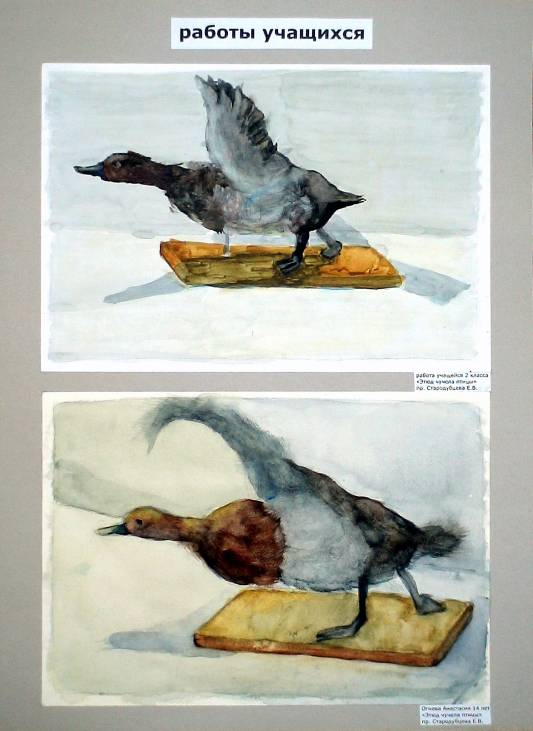 работы учащихся
работа учащейся 2 класса
«Этюд чучела птицы»
пр. Стародубцева Е.В.
Анастасия 14 лет
«Этюд чучела птицы»
пр. Стародубцева Е.В.